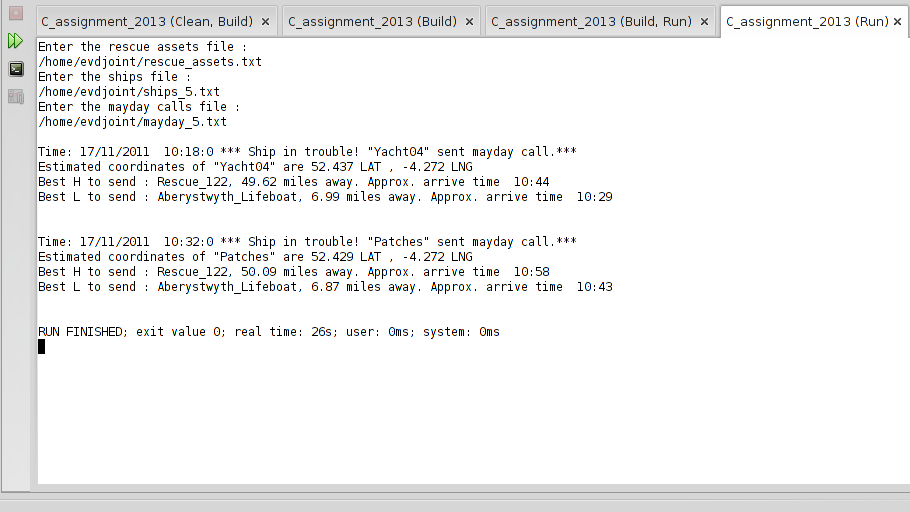 C_assignment_2013 (Clean, Build) C_assignment_2013 (Build) C_assignment_2013 (Build, Run) C_assignment_2013 (Run)
Enter the rescue assets file :
/home/evdjoint/rescue_assets.txt
Enter the ships file :
/home/evdjoint/ships_5.txt
Enter the mayday calls file :
/home/evdjoint/mayday_5.txt
Time: 17/11/2011  10:18:0 *** Ship in trouble! "Yacht04" sent mayday call.***
Estimated coordinates of "Yacht04" are 52.437 LAT , -4.272 LNG
Best H to send : Rescue_122, 49.62 miles away. Approx. arrive time  10:44
Best L to send : Aberystwyth_Lifeboat, 6.99 miles away. Approx. arrive time  10:29
Time: 17/11/2011  10:32:0 *** Ship in trouble! "Patches" sent mayday call.***
Estimated coordinates of "Patches" are 52.429 LAT , -4.272 LNG
Best H to send : Rescue_122, 50.09 miles away. Approx. arrive time  10:58
Best L to send : Aberystwyth_Lifeboat, 6.87 miles away. Approx. arrive time  10:43
RUN FINISHED; exit value 0; real time: 26s; user: 0ms; system: 0ms